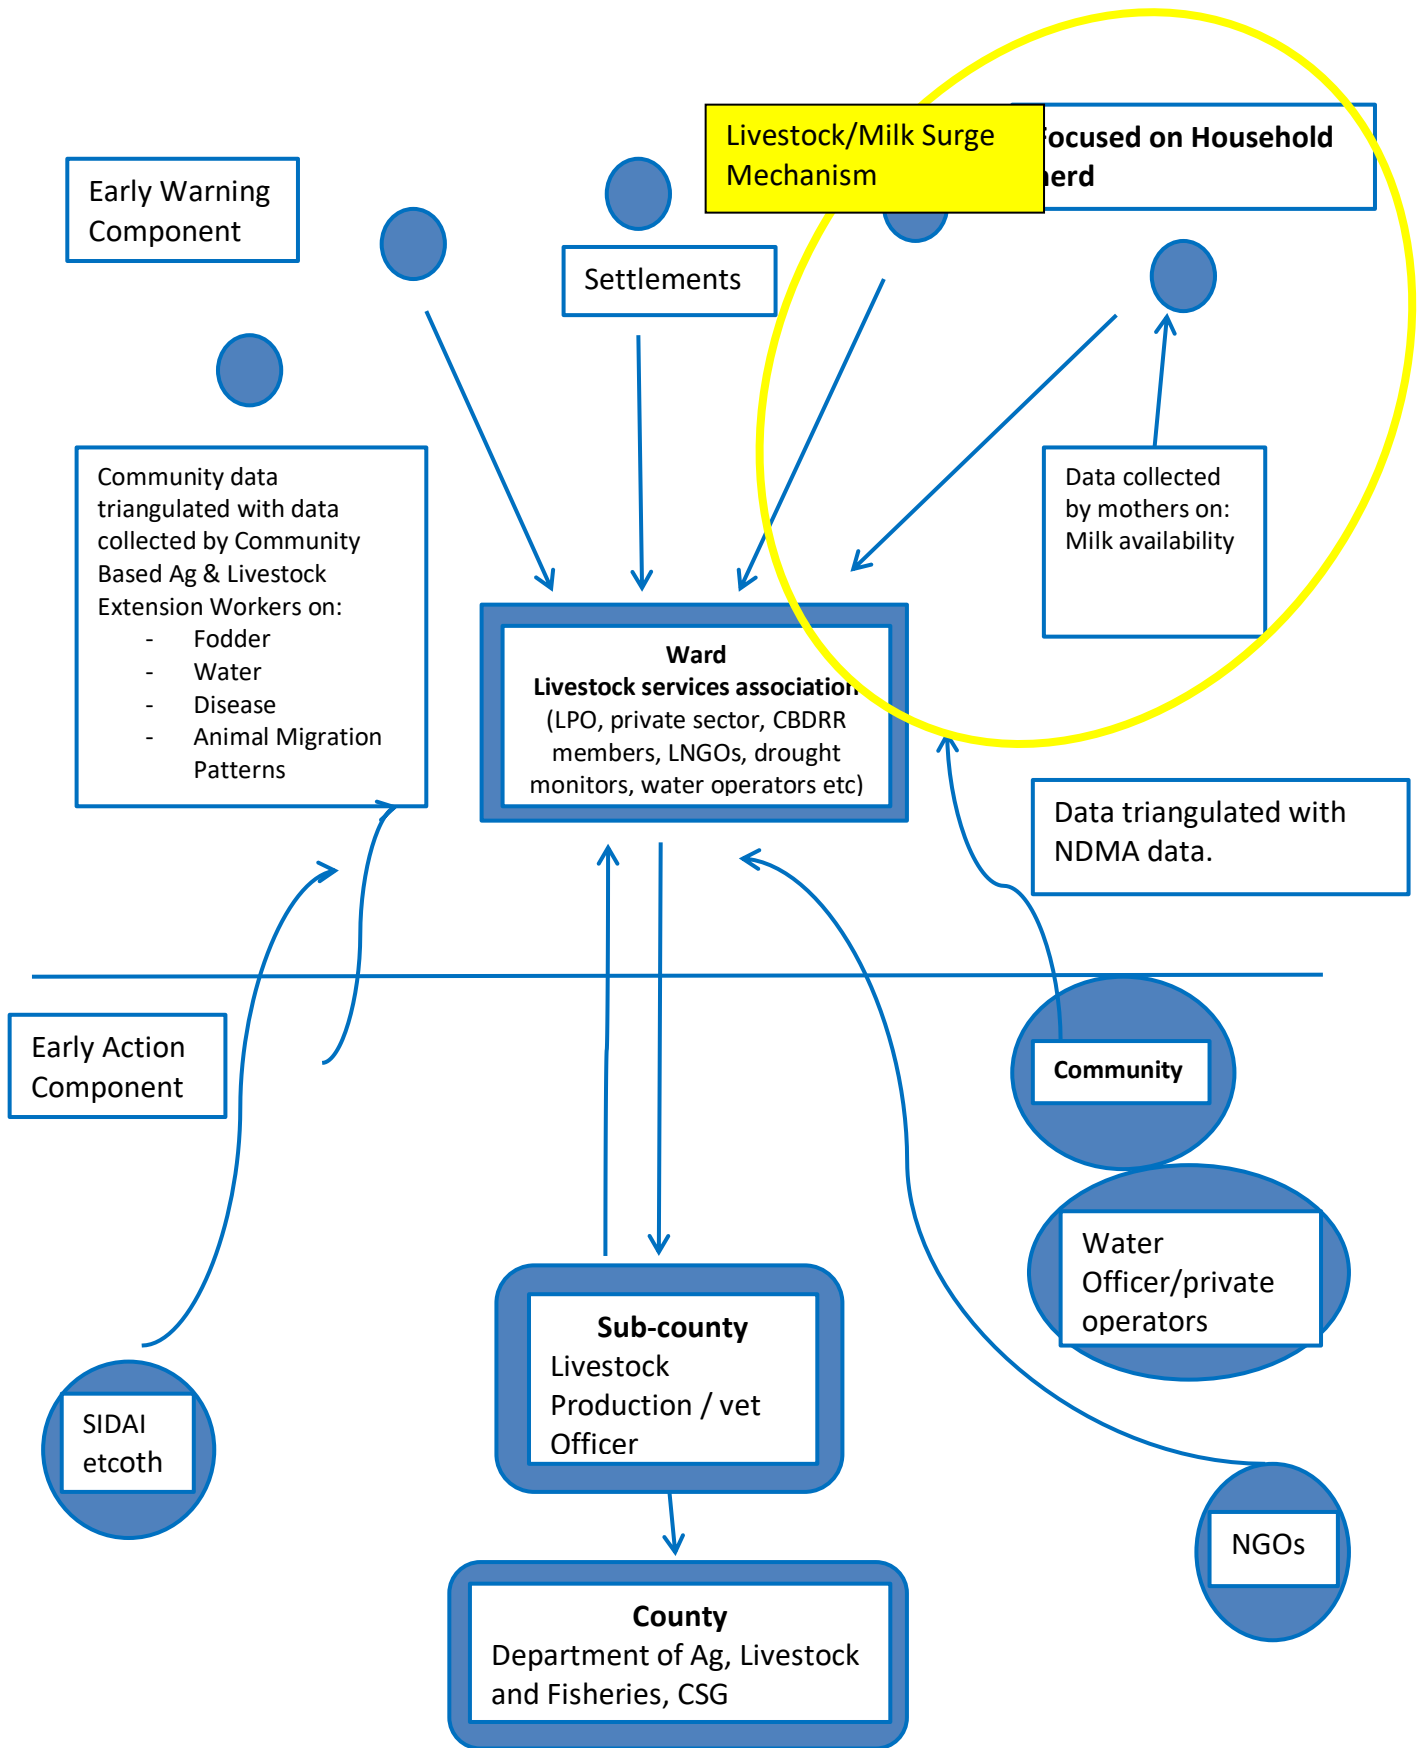 Livestock/Milk Surge
Mechanism
Focused on Household
herd
Early Warning
Component
Settlements
Community data
triangulated with data
collected by Community
Based Ag & Livestock
Extension Workers on:
- Fodder
- Water
- Disease
- Animal Migration
Patterns
Data collected
by mothers on:
Milk availability
Ward
Livestock services association
(LPO, private sector, CBDRR
members, LNGOs, drought
monitors, water operators etc)
Data triangulated with
NDMA data.
Early Action
Component
Community
Water
Officer/private
operators
Sub-county
Livestock
Production / vet
Officer
SIDAI
etcoth
NGOs
County
Department of Ag, Livestock
and Fisheries, CSG